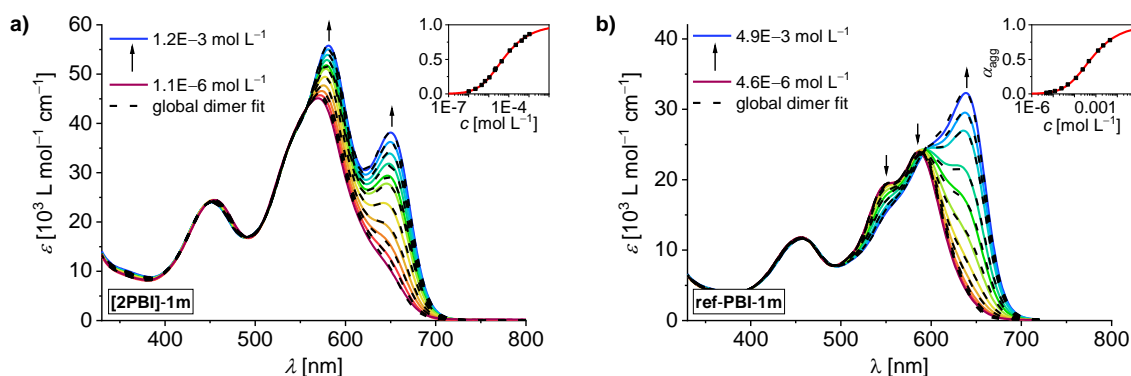 a)
60
50
40
30
20
10
0
ε [10³ L mol⁻¹ cm⁻¹]
1.2E−3 mol L⁻¹
1.1E−6 mol L⁻¹
global dimer fit
1.0
0.5
0.0
1E-7
1E-4
c [mol L⁻¹]
[2PBI]-1m
400
500
600
700
800
λ [nm]
b)
40
30
20
10
0
ε [10³ L mol⁻¹ cm⁻¹]
4.9E−3 mol L⁻¹
4.6E−6 mol L⁻¹
global dimer fit
α agg
1.0
0.5
0.0
1E-6
0.001
c [mol L⁻¹]
ref-PBI-1m
400
500
600
700
800
λ [nm]